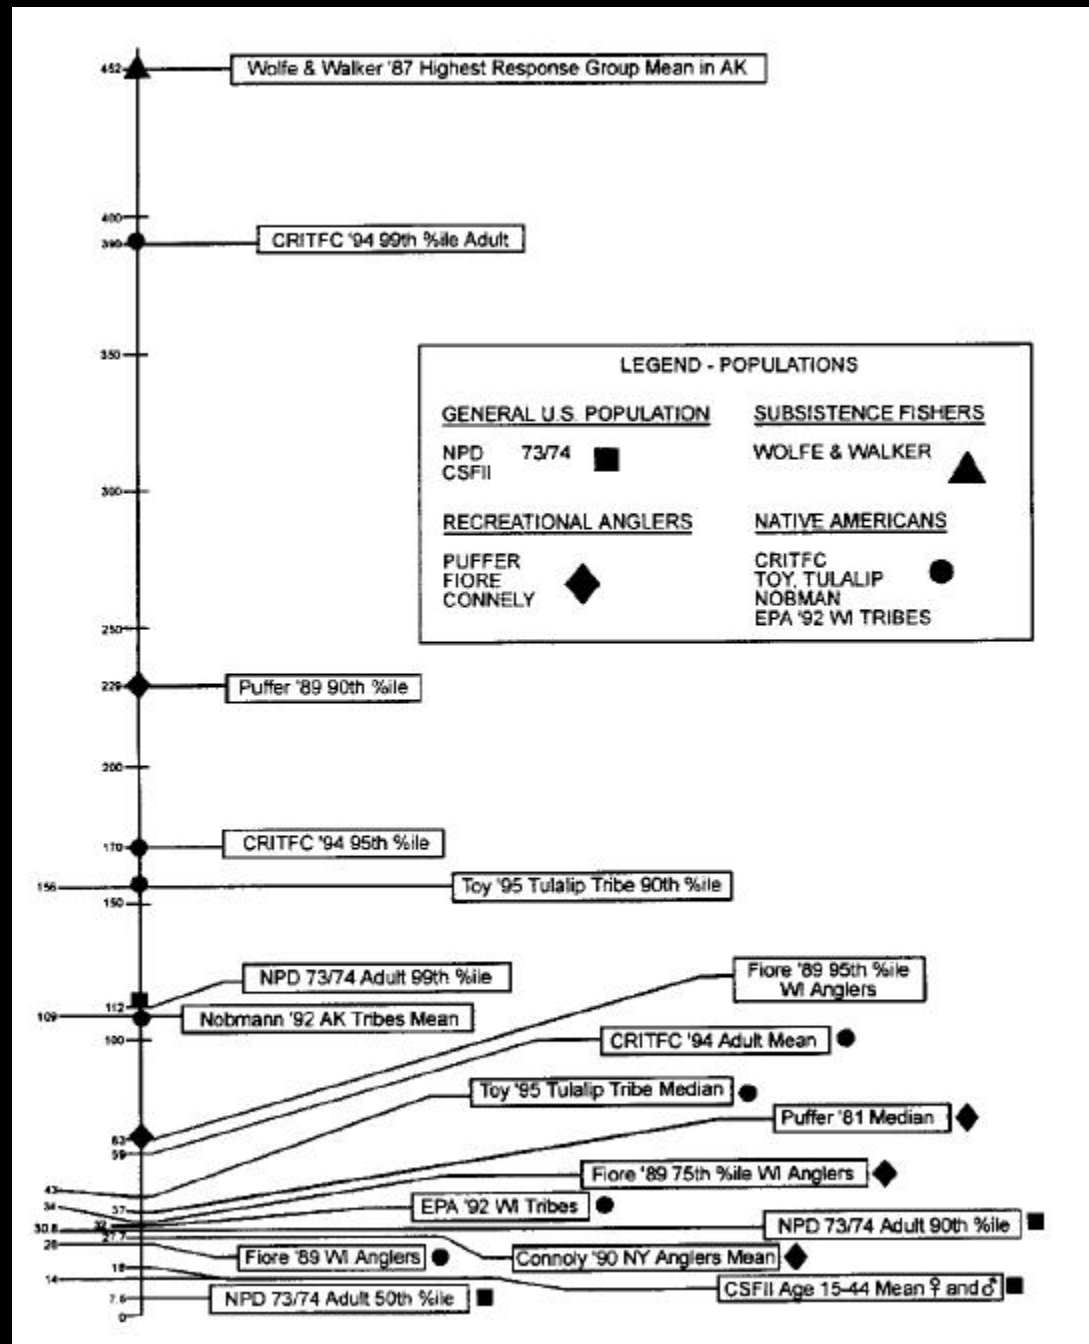 452
Wolfe & Walker '87 Highest Response Group Mean in AK
400
390
CRITFC '94 99th %ile Adult
350
LEGEND - POPULATIONS
GENERAL U.S. POPULATION
NPD 73/74
CSFII
SUBSISTENCE FISHERS
WOLFE & WALKER
RECREATIONAL ANGLERS
PUFFER
FIORE
CONNELY
NATIVE AMERICANS
CRITFC
TOY, TULALIP
NOBMAN
EPA '92 WI TRIBES
300
250
Puffer '89 90th %ile
200
170
CRITFC '94 95th %ile
156
Toy '95 Tulalip Tribe 90th %ile
150
Fiore '89 95th %ile
WI Anglers
NPD 73/74 Adult 99th %ile
112
109
Nobmann '92 AK Tribes Mean
100
CRITFC '94 Adult Mean
Toy '95 Tulalip Tribe Median
Puffer '81 Median
63
59
Fiore '89 75th %ile WI Anglers
43
34
37
EPA '92 WI Tribes
32
30.8
NPD 73/74 Adult 90th %ile
27.7
26
Fiore '89 WI Anglers
Connoly '90 NY Anglers Mean
18
14
CSFII Age 15-44 Mean ♀ and ♂
NPD 73/74 Adult 50th %ile
0